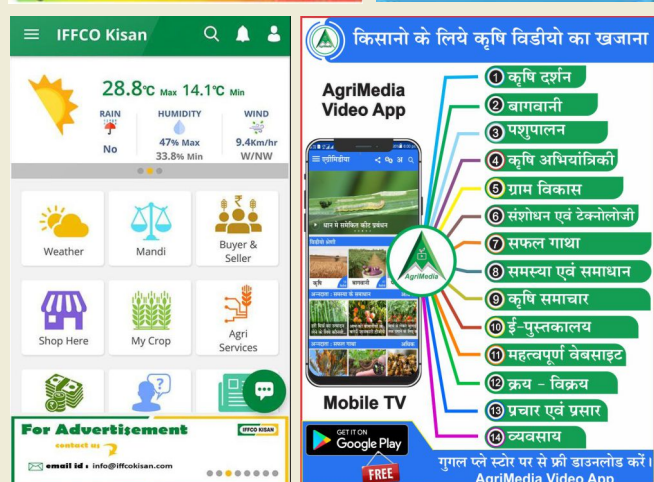 IFFCO Kisan
28.8°C Max 14.1°C Min
RAIN
No
HUMIDITY
47% Max
33.8% Min
WIND
9.4Km/hr
W/NW
Weather
Mandi
Buyer &
Seller
Shop Here
My Crop
Agri
Services
For Advertisement
contact us
IFFCO KISAN
email id : info@iffcokisan.com
किसानो के लिये कृषि विडीयो का खजाना
AgriMedia
Video App
एग्रीमिडीया
धान से समेकित कीट प्रबंधन
विडीयो श्रेणी
कृषि
बागवानी
AgriMedia
Mobile TV
GET IT ON
Google Play
FREE
1 कृषि दर्शन
2 बागवानी
3 पशुपालन
4 कृषि अभियांत्रिकी
5 ग्राम विकास
6 संशोधन एवं टेक्नोलोजी
7 सफल गाथा
8 समस्या एवं समाधान
9 कृषि समाचार
10 ई-पुस्तकालय
11 महत्वपूर्ण वेबसाइट
12 क्रय - विक्रय
13 प्रचार एवं प्रसार
14 व्यवसाय
गुगल प्ले स्टोर पर से फ्री डाउनलोड करें।
AgriMedia Video App